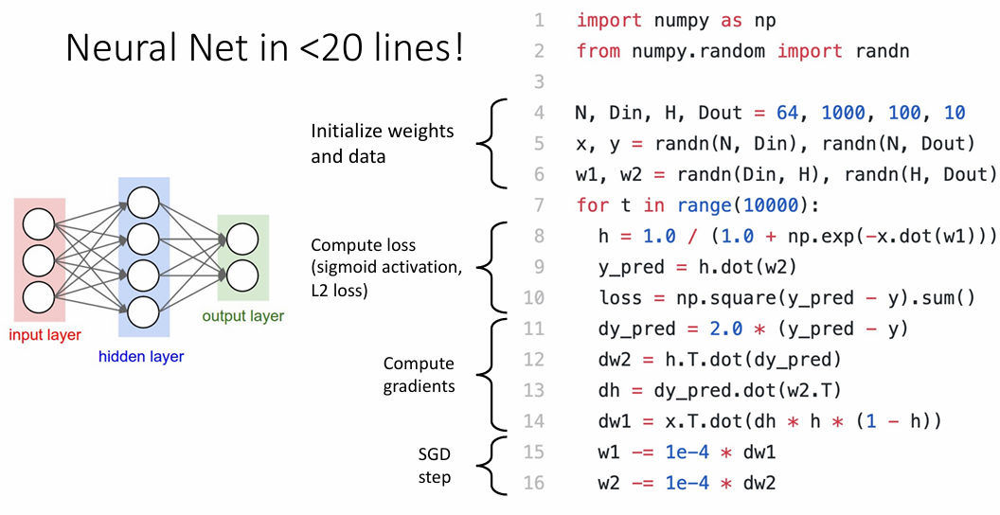 Neural Net in <20 lines!
Initialize weights
and data
Compute loss
(sigmoid activation,
L2 loss)
Compute
gradients
SGD
step
input layer
hidden layer
output layer
1 import numpy as np
2 from numpy.random import randn
3
4 N, Din, H, Dout = 64, 1000, 100, 10
5 x, y = randn(N, Din), randn(N, Dout)
6 w1, w2 = randn(Din, H), randn(H, Dout)
7 for t in range(10000):
8   h = 1.0 / (1.0 + np.exp(-x.dot(w1)))
9   y_pred = h.dot(w2)
10   loss = np.square(y_pred - y).sum()
11   dy_pred = 2.0 * (y_pred - y)
12   dw2 = h.T.dot(dy_pred)
13   dh = dy_pred.dot(w2.T)
14   dw1 = x.T.dot(dh * h * (1 - h))
15   w1 -= 1e-4 * dw1
16   w2 -= 1e-4 * dw2